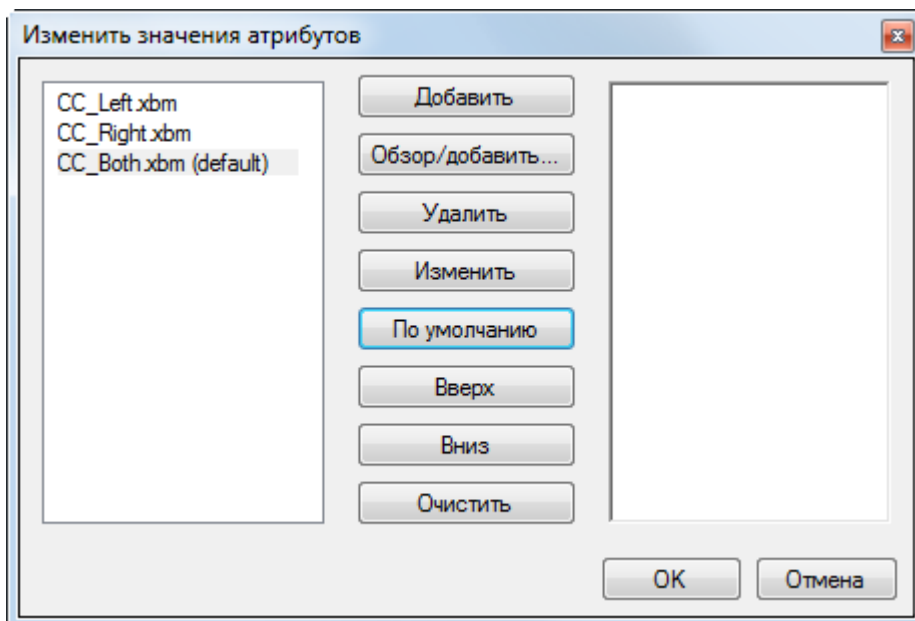 Изменить значения атрибутов
CC_Left.xbm
CC_Right.xbm
CC_Both.xbm (default)
Добавить
Обзор/добавить...
Удалить
Изменить
По умолчанию
Вверх
Вниз
Очистить
OK
Отмена